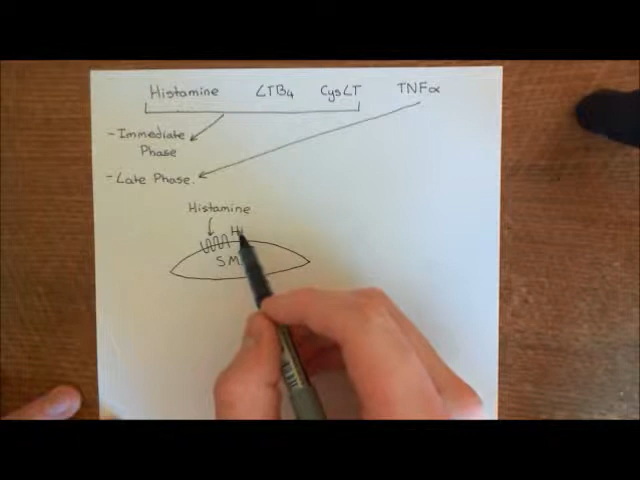 Histamine LTB4 CysLT TNFα
- Immediate
Phase
- Late Phase.
Histamine
H
SM